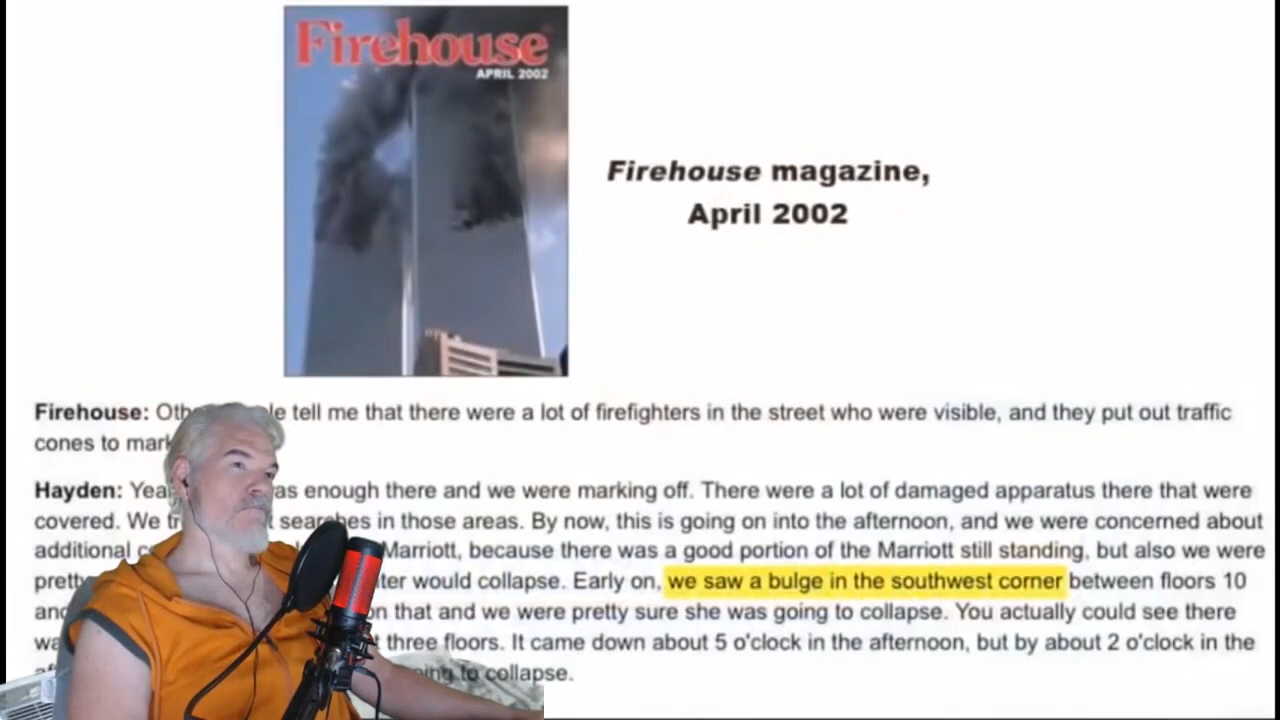 Firehouse
APRIL 2002
Firehouse magazine,
April 2002
Firehouse: tell me that there were a lot of firefighters in the street who were visible, and they put out traffic
cones to
Hayden: enough there and we were marking off. There were a lot of damaged apparatus there that were
covered. We searches in those areas. By now, this is going on into the afternoon, and we were concerned about
additional Marriott, because there was a good portion of the Marriott still standing, but also we were
would collapse. Early on, we saw a bulge in the southwest corner between floors 10
on that and we were pretty sure she was going to collapse. You actually could see there
three floors. It came down about 5 o'clock in the afternoon, but by about 2 o'clock in the
to collapse.